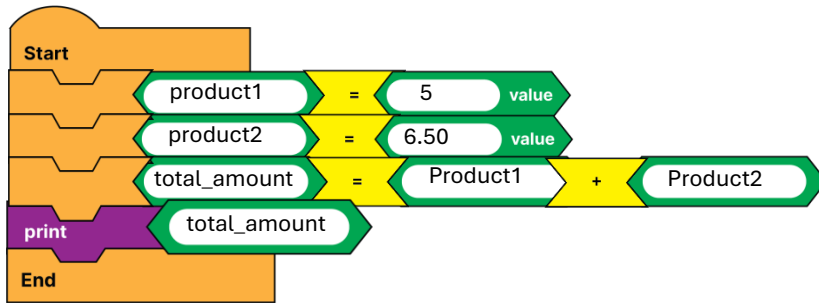 Start
product1 = 5 value
product2 = 6.50 value
total_amount = Product1 + Product2
print total_amount
End